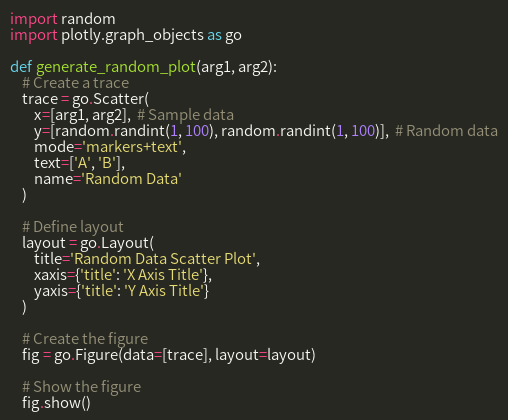 import random
import plotly.graph_objects as go

def generate_random_plot(arg1, arg2):
    # Create a trace
    trace = go.Scatter(
        x=[arg1, arg2],  # Sample data
        y=[random.randint(1, 100), random.randint(1, 100)],  # Random data
        mode='markers+text',
        text=['A', 'B'],
        name='Random Data'
    )

    # Define layout
    layout = go.Layout(
        title='Random Data Scatter Plot',
        xaxis={'title': 'X Axis Title'},
        yaxis={'title': 'Y Axis Title'}
    )

    # Create the figure
    fig = go.Figure(data=[trace], layout=layout)

    # Show the figure
    fig.show()